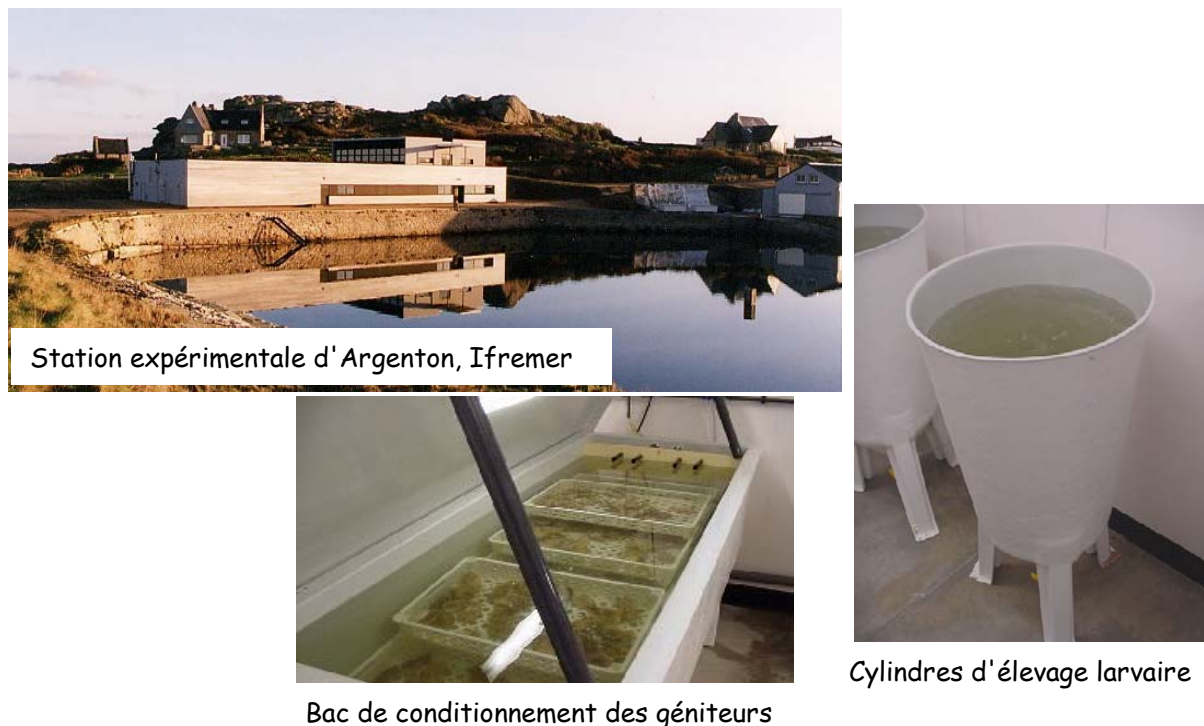 Station expérimentale d'Argenton, Ifremer
Cylindres d'élevage larvaire
Bac de conditionnement des géniteurs